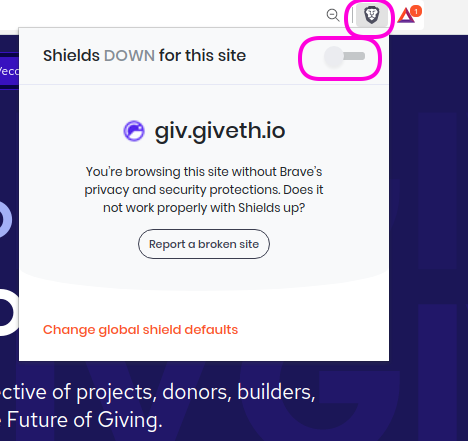 1
Shields DOWN for this site
giv.giveth.io
You're browsing this site without Brave's
privacy and security protections. Does it
not work properly with Shields up?
Report a broken site
Change global shield defaults
ective of projects, donors, builders,
Future of Giving.